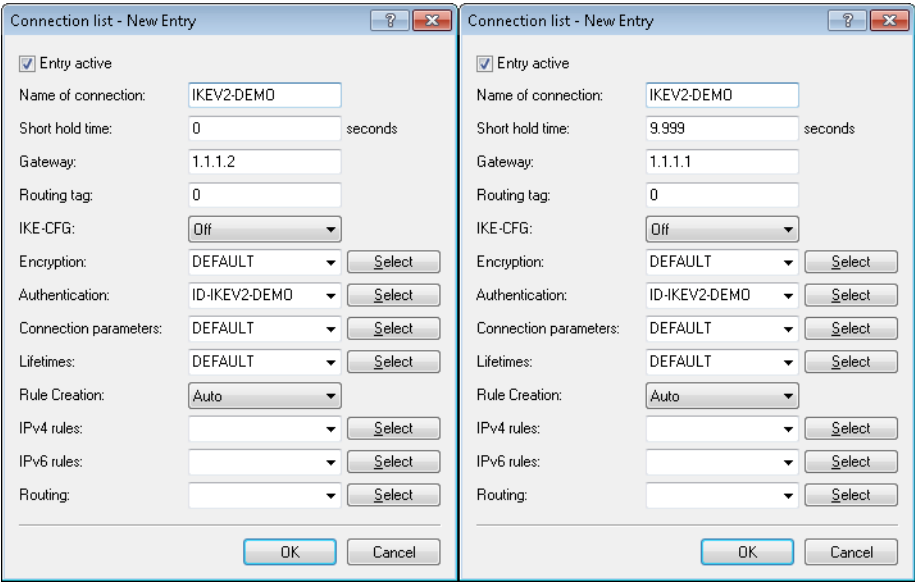 Connection list - New Entry
Entry active
Name of connection: IKEV2-DEMO
Short hold time: 0 seconds
Gateway: 1.1.1.2
Routing tag: 0
IKE-CFG: Off
Encryption: DEFAULT Select
Authentication: ID-IKEV2-DEMO Select
Connection parameters: DEFAULT Select
Lifetimes: DEFAULT Select
Rule Creation: Auto
IPv4 rules: Select
IPv6 rules: Select
Routing: Select
OK Cancel
Connection list - New Entry
Entry active
Name of connection: IKEV2-DEMO
Short hold time: 9.999 seconds
Gateway: 1.1.1.1
Routing tag: 0
IKE-CFG: Off
Encryption: DEFAULT Select
Authentication: ID-IKEV2-DEMO Select
Connection parameters: DEFAULT Select
Lifetimes: DEFAULT Select
Rule Creation: Auto
IPv4 rules: Select
IPv6 rules: Select
Routing: Select
OK Cancel